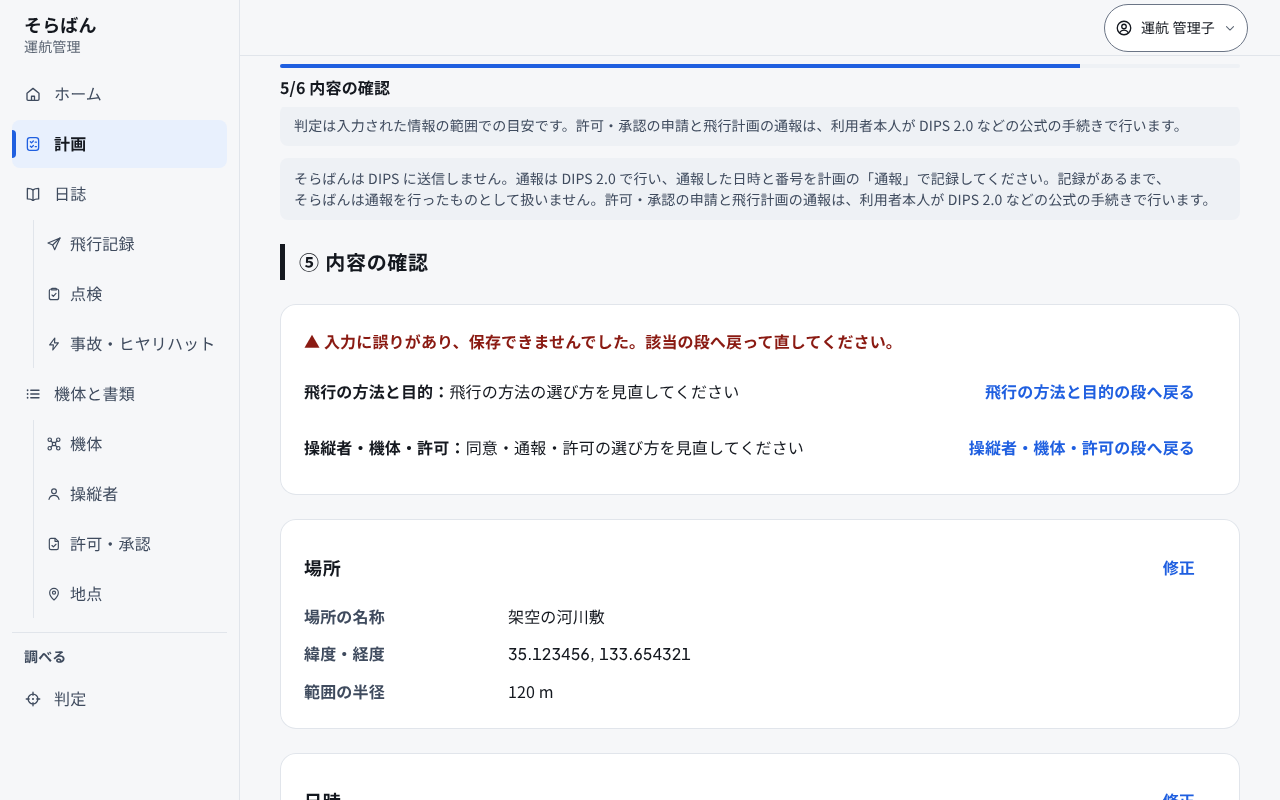 そらばん
運航管理
運航 管理子
ホーム
計画
日誌
飛行記録
点検
事故・ヒヤリハット
機体と書類
機体
操縦者
許可・承認
地点
調べる
判定
5/6 内容の確認
判定は入力された情報の範囲での目安です。許可・承認の申請と飛行計画の通報は、利用者本人が DIPS 2.0 などの公式の手続きで行います。
そらばんは DIPS に送信しません。通報は DIPS 2.0 で行い、通報した日時と番号を計画の「通報」で記録してください。記録があるまで、
そらばんは通報を行ったものとして扱いません。許可・承認の申請と飛行計画の通報は、利用者本人が DIPS 2.0 などの公式の手続きで行います。
⑤ 内容の確認
▲ 入力に誤りがあり、保存できませんでした。該当の段へ戻って直してください。
飛行の方法と目的：飛行の方法の選び方を見直してください 飛行の方法と目的の段へ戻る
操縦者・機体・許可：同意・通報・許可の選び方を見直してください 操縦者・機体・許可の段へ戻る
場所 修正
場所の名称 架空の河川敷
緯度・経度 35.123456, 133.654321
範囲の半径 120 m
日時 修正